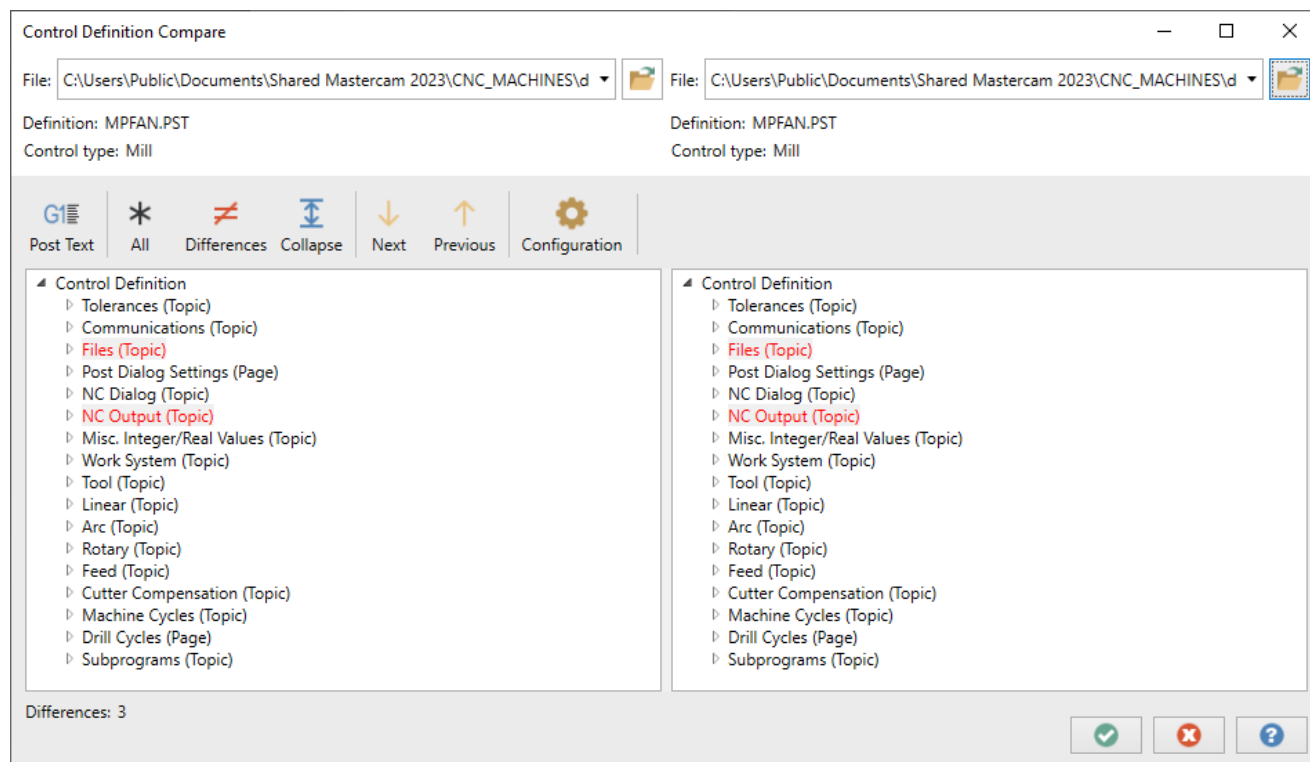 Control Definition Compare
File: C:\Users\Public\Documents\Shared Mastercam 2023\CNC_MACHINES\d
File: C:\Users\Public\Documents\Shared Mastercam 2023\CNC_MACHINES\d
Definition: MPFAN.PST
Definition: MPFAN.PST
Control type: Mill
Control type: Mill
G1
Post Text
All
Differences
Collapse
Next
Previous
Configuration
Control Definition
Tolerances (Topic)
Communications (Topic)
Files (Topic)
Post Dialog Settings (Page)
NC Dialog (Topic)
NC Output (Topic)
Misc. Integer/Real Values (Topic)
Work System (Topic)
Tool (Topic)
Linear (Topic)
Arc (Topic)
Rotary (Topic)
Feed (Topic)
Cutter Compensation (Topic)
Machine Cycles (Topic)
Drill Cycles (Page)
Subprograms (Topic)
Control Definition
Tolerances (Topic)
Communications (Topic)
Files (Topic)
Post Dialog Settings (Page)
NC Dialog (Topic)
NC Output (Topic)
Misc. Integer/Real Values (Topic)
Work System (Topic)
Tool (Topic)
Linear (Topic)
Arc (Topic)
Rotary (Topic)
Feed (Topic)
Cutter Compensation (Topic)
Machine Cycles (Topic)
Drill Cycles (Page)
Subprograms (Topic)
Differences: 3